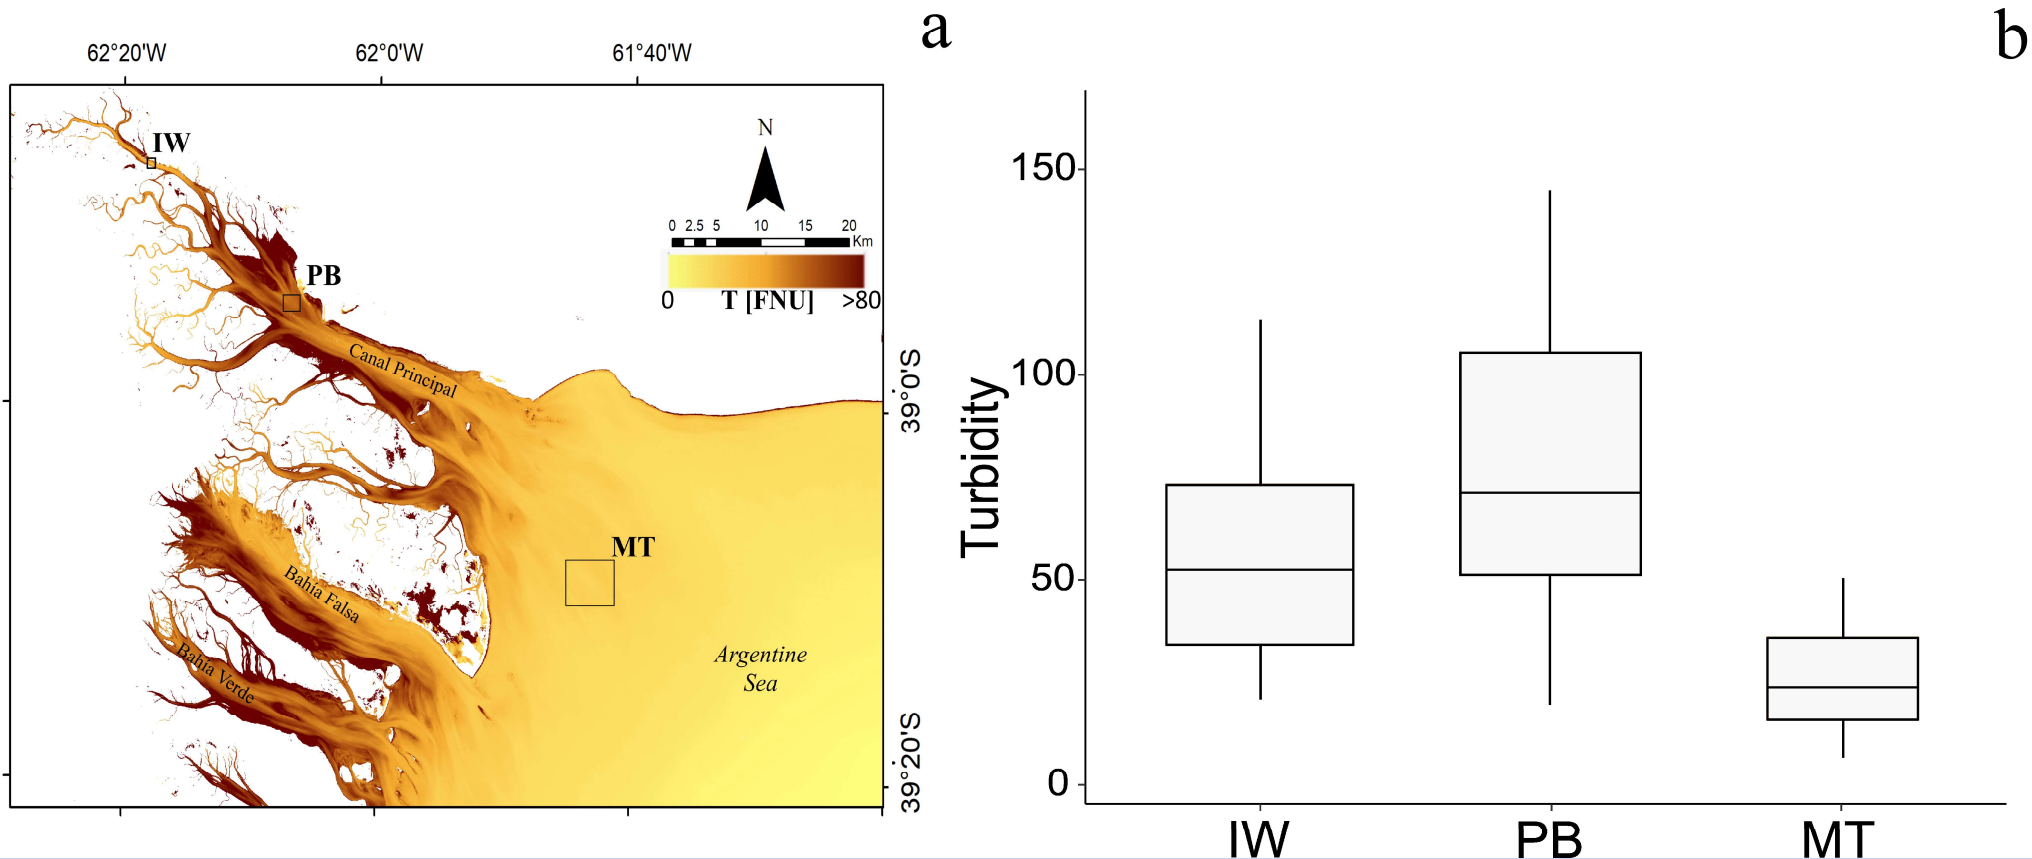 a
62°20'W 62°0'W 61°40'W
IW
N
0 2.5 5 10 15 20
Km
PB
0 T [FNU] >80
Canal Principal
39°0'S
MT
Bahía Falsa
Argentine
Sea
Bahía Verde
39°20'S
b
150
100
50
0
Turbidity
IW PB MT